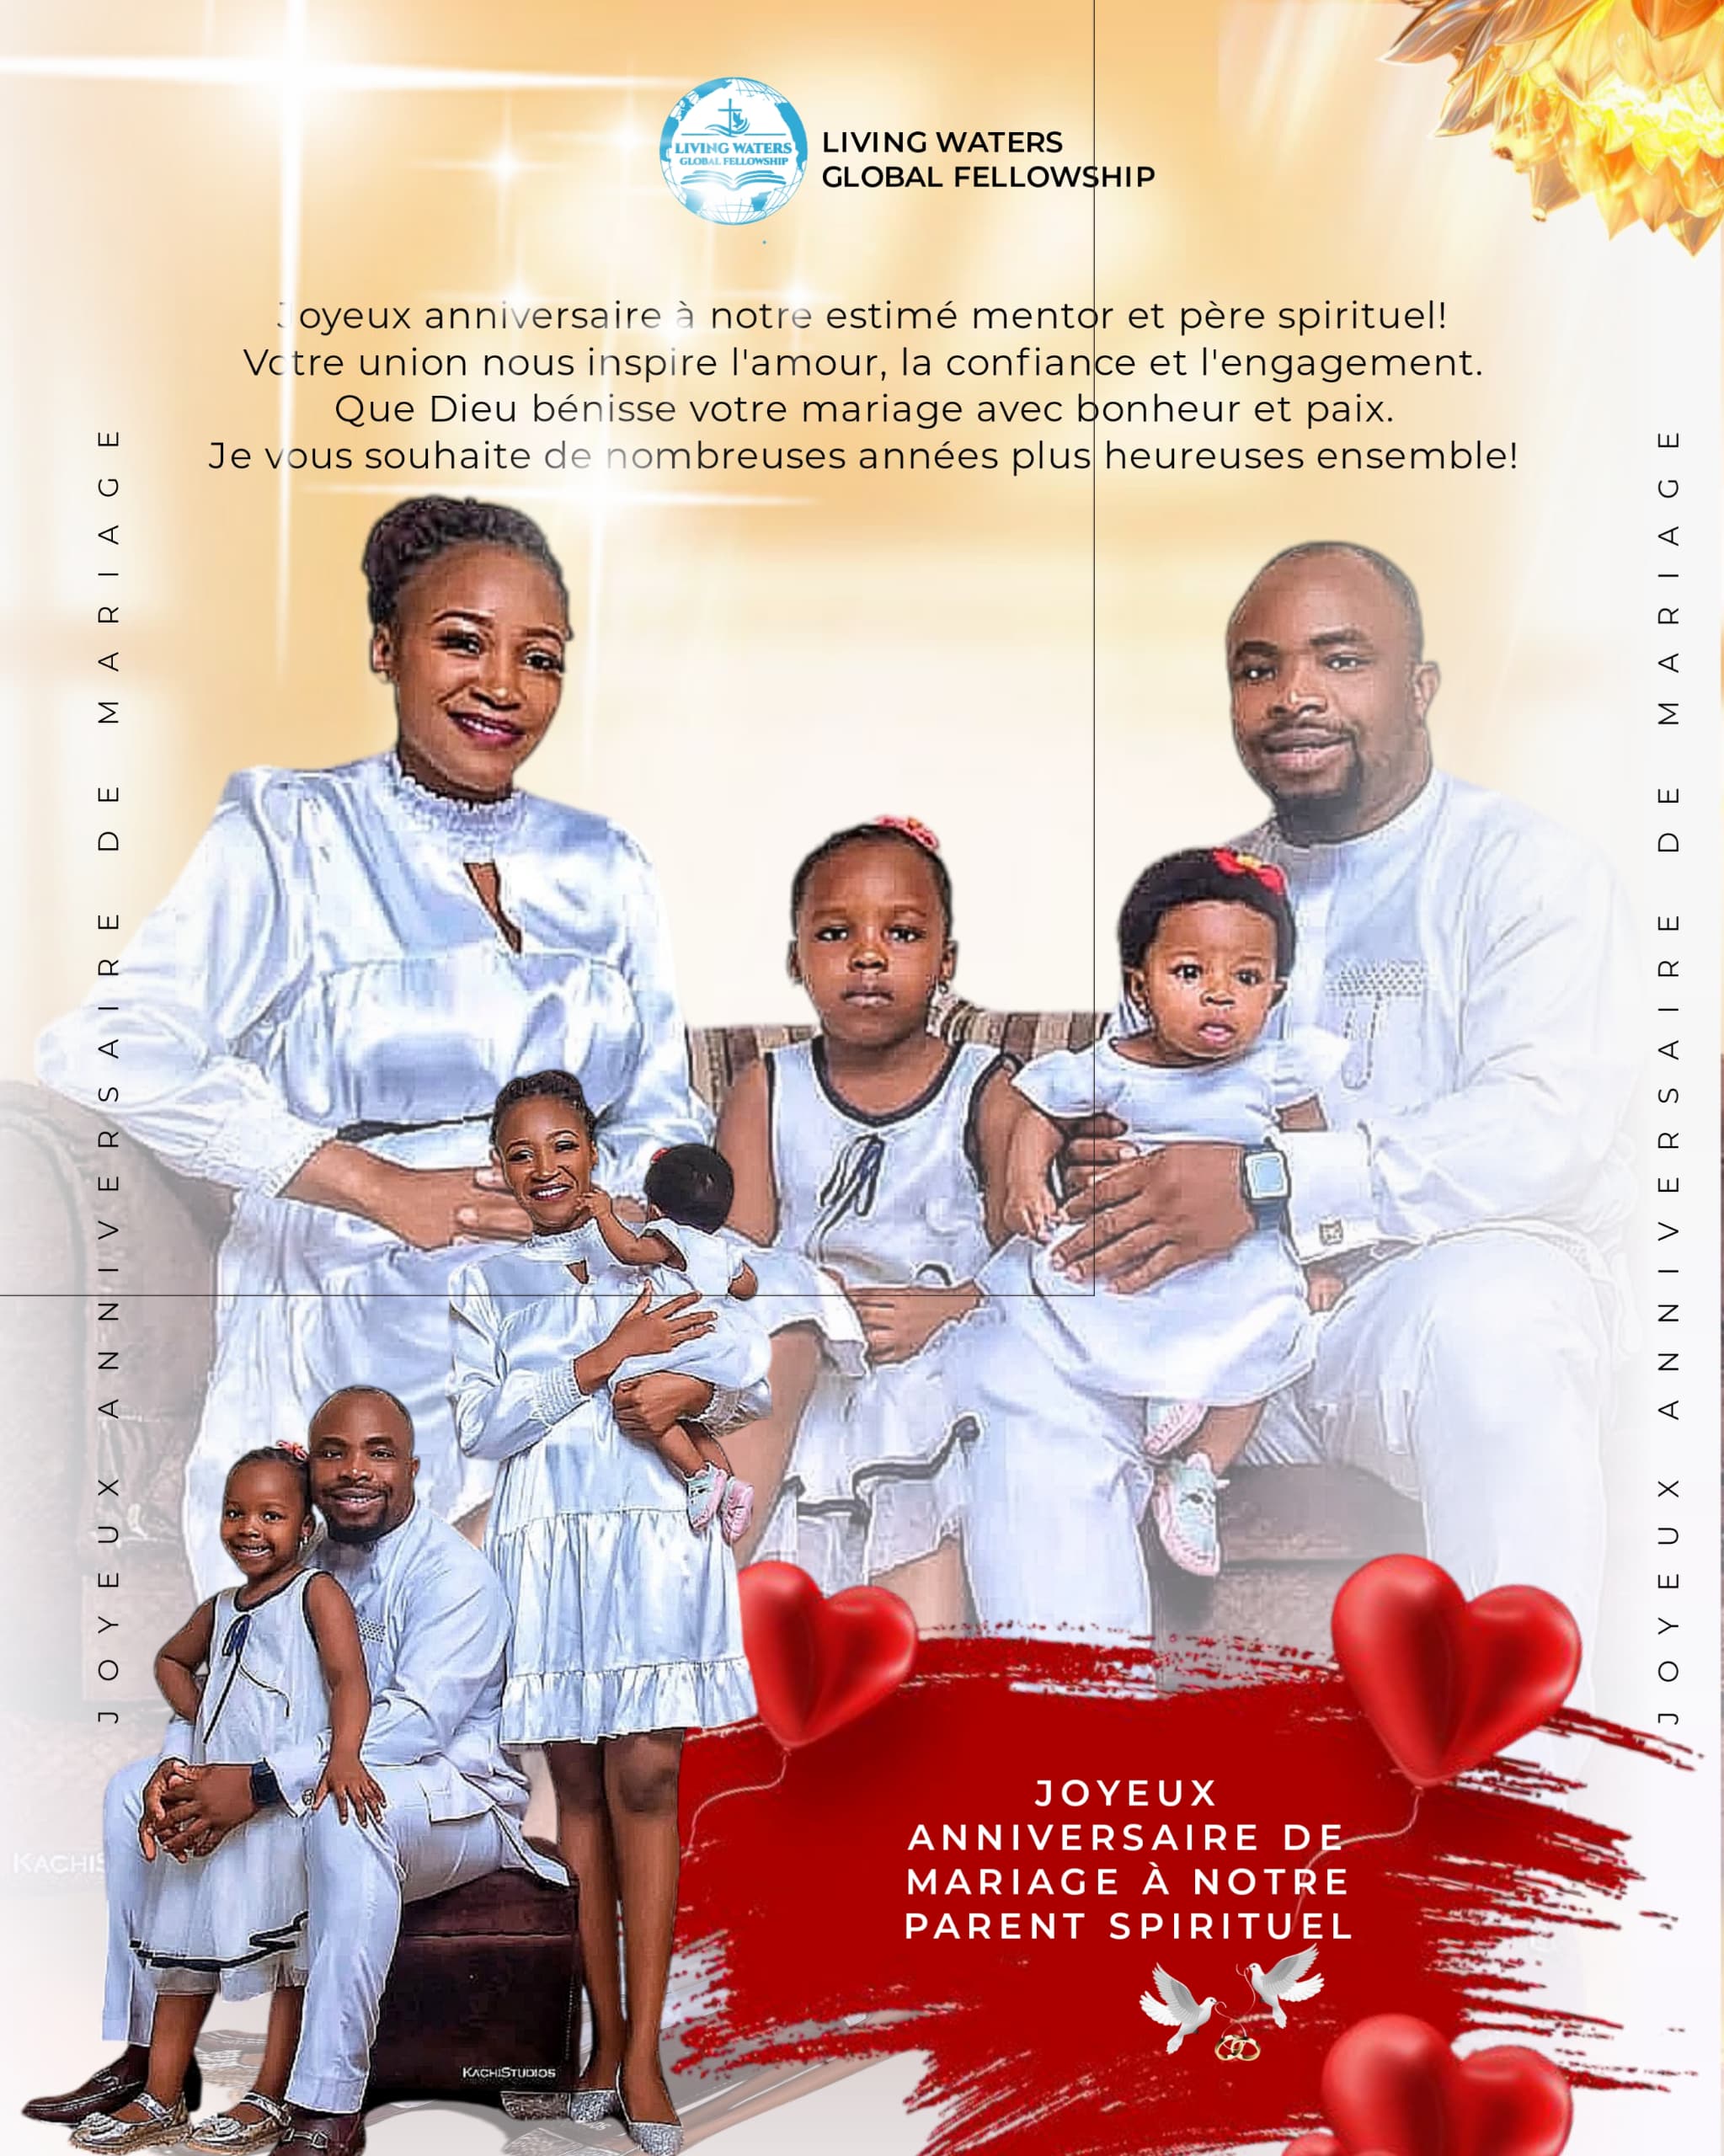 LIVING WATERS
GLOBAL FELLOWSHIP
LIVING WATERS
GLOBAL FELLOWSHIP
Joyeux anniversaire à notre estimé mentor et père spirituel!
Votre union nous inspire l'amour, la confiance et l'engagement.
Que Dieu bénisse votre mariage avec bonheur et paix.
Je vous souhaite de nombreuses années plus heureuses ensemble!
JOYEUX ANNIVERSAIRE DE MARIAGE
JOYEUX ANNIVERSAIRE DE MARIAGE
JOYEUX
ANNIVERSAIRE DE
MARIAGE À NOTRE
PARENT SPIRITUEL
KACHISTUDIOS